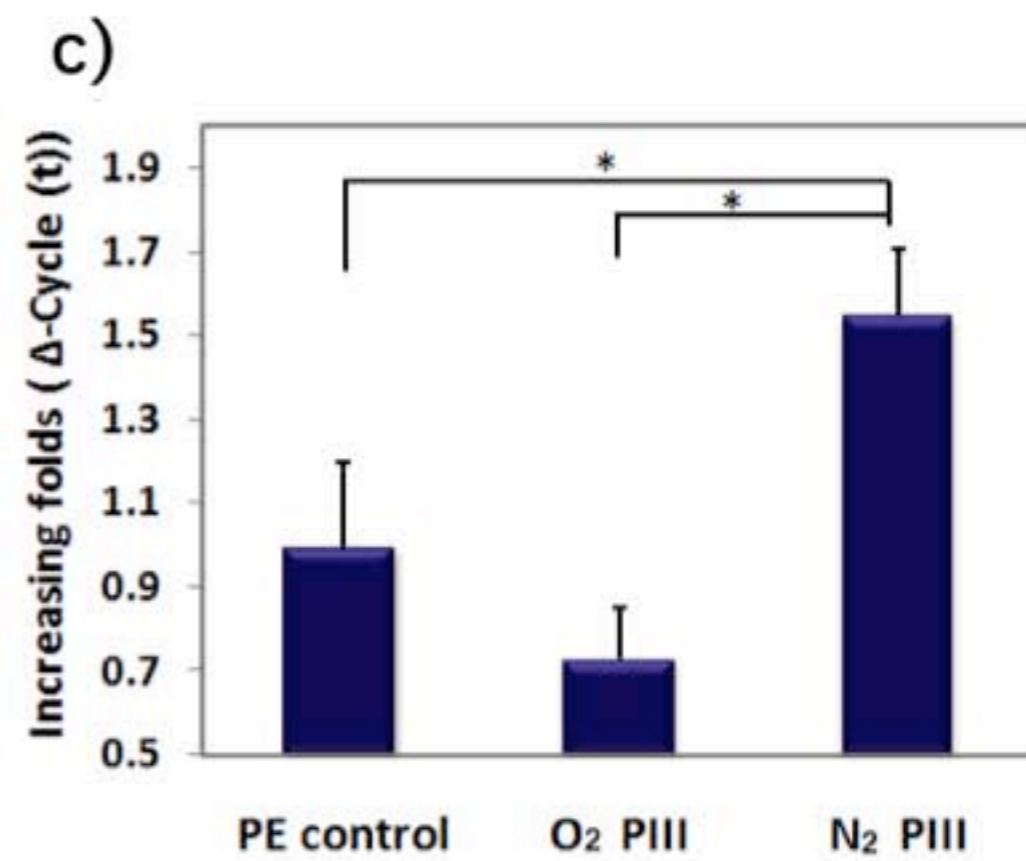 c)
Increasing folds ( Δ-Cycle (t))
1.9
1.7
1.5
1.3
1.1
0.9
0.7
0.5
*
*
PE control
O₂ PIII
N₂ PIII